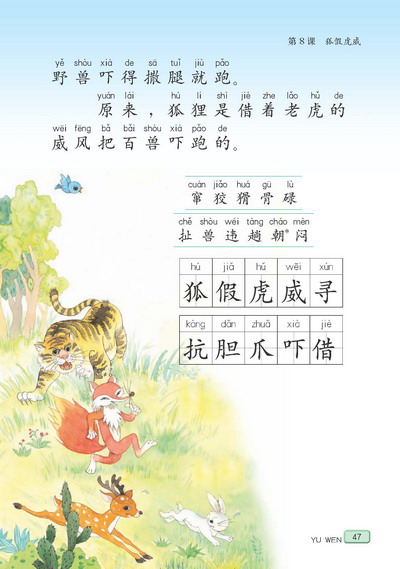 第8课 狐假虎威
yě shòu xià de sā tuǐ jiù pǎo
野兽吓得撒腿就跑。
yuán lái hú li shì jiè zhe lǎo hǔ de
原来，狐狸是借着老虎的
wēi fēng bǎ bǎi shòu xià pǎo de
威风把百兽吓跑的。
cuàn jiǎo huá gū lù
窜狡猾骨碌
chě shòu wéi tàng cháo mèn
扯兽违趟朝*闷
hú jiǎ hǔ wēi xún
狐假虎威寻
kàng dǎn zhuǎ xià jiè
抗胆爪吓借
YU WEN 47